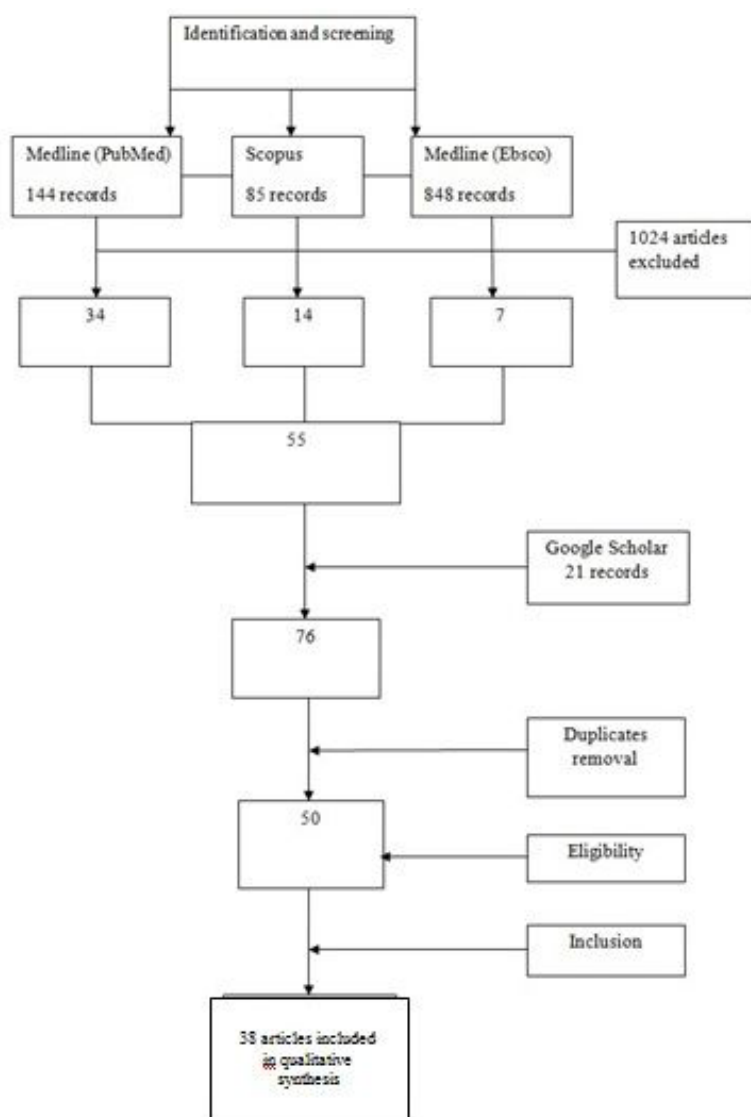 Identification and screening
Medline (PubMed)
144 records
Scopus
85 records
Medline (Ebsco)
848 records
1024 articles
excluded
34
14
7
55
Google Scholar
21 records
76
Duplicates
removal
50
Eligibility
Inclusion
38 articles included
in qualitative
synthesis